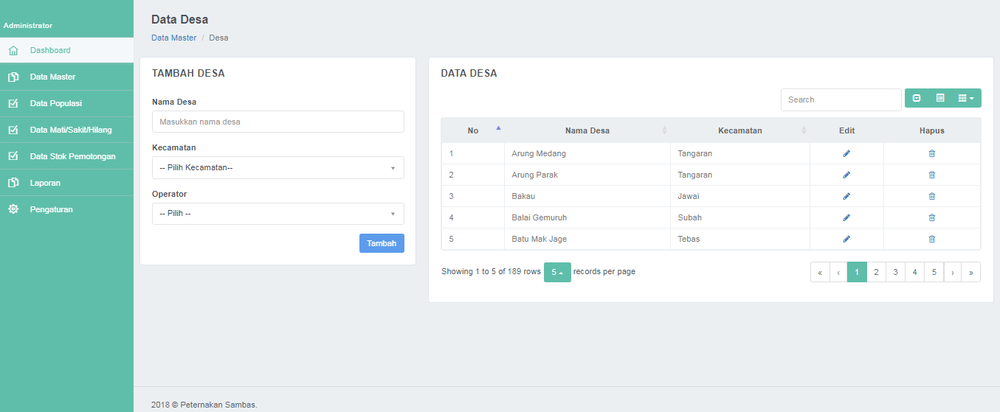 Administrator
Dashboard
Data Master
Data Populasi
Data Mati/Sakit/Hilang
Data Stok Pemotongan
Laporan
Pengaturan
Data Desa
Data Master / Desa
TAMBAH DESA
Nama Desa
Masukkan nama desa
Kecamatan
-- Pilih Kecamatan--
Operator
-- Pilih --
Tambah
DATA DESA
Search
No Nama Desa Kecamatan Edit Hapus
1 Arung Medang Tangaran
2 Arung Parak Tangaran
3 Bakau Jawai
4 Balai Gemuruh Subah
5 Batu Mak Jage Tebas
Showing 1 to 5 of 189 rows 5 records per page
« ‹ 1 2 3 4 5 › »
2018 © Peternakan Sambas.